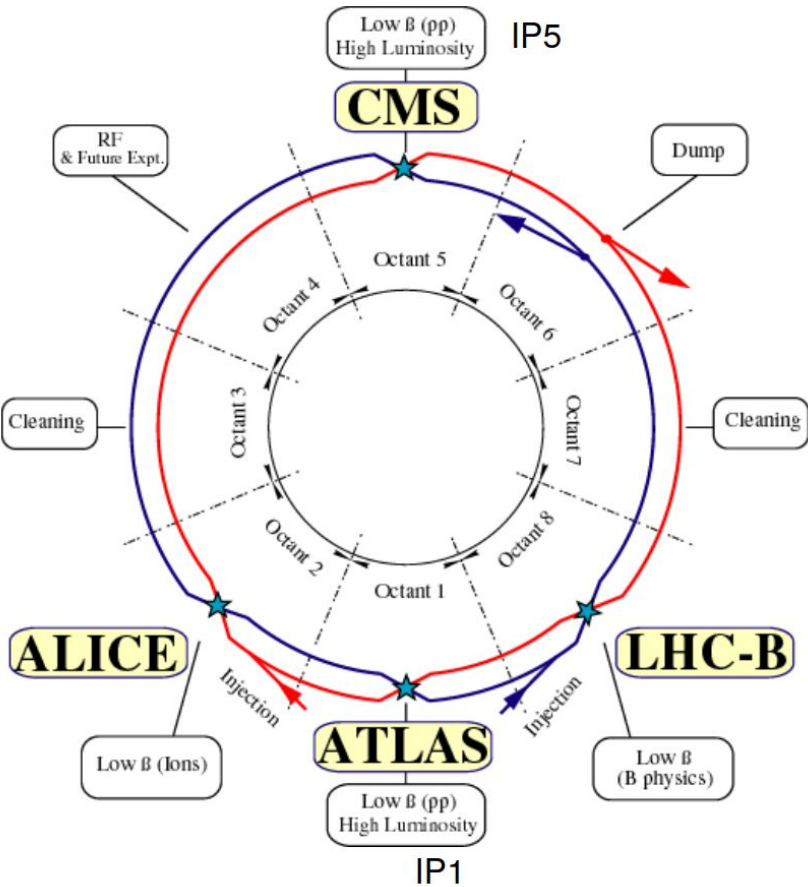 Low ß (pp)
High Luminosity
IP5
CMS
RF
& Future Expt.
Dump
Octant 5
Octant 4
Octant 6
Cleaning
Octant 3
Octant 7
Cleaning
Octant 2
Octant 8
Octant 1
ALICE
LHC-B
Injection
Injection
ATLAS
Low ß (Ions)
Low ß
(B physics)
Low ß (pp)
High Luminosity
IP1